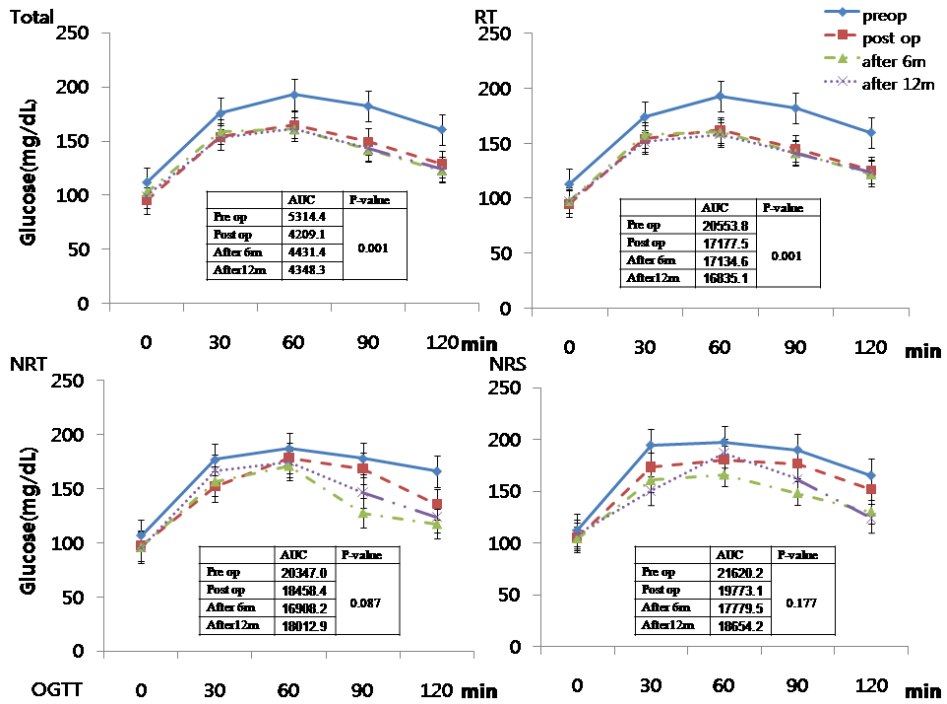 Total
RT
preop
post op
after 6m
after 12m
Glucose(mg/dL)
250
200
150
100
50
0
0 30 60 90 120 min
AUC P-value
Pre op 5314.4
Post op 4209.1
After 6m 4431.4
After12m 4348.3
0.001
250
200
150
100
50
0
0 30 60 90 120 min
AUC P-value
Pre op 20553.8
Post op 17177.5
After 6m 17134.6
After12m 16835.1
0.001
NRT
NRS
Glucose(mg/dL)
250
200
150
100
50
0
OGTT 0 30 60 90 120 min
AUC P-value
Pre op 20347.0
Post op 18458.4
After 6m 16908.2
After12m 18012.9
0.087
250
200
150
100
50
0
0 30 60 90 120 min
AUC P-value
Pre op 21620.2
Post op 19773.1
After 6m 17779.5
After12m 18654.2
0.177